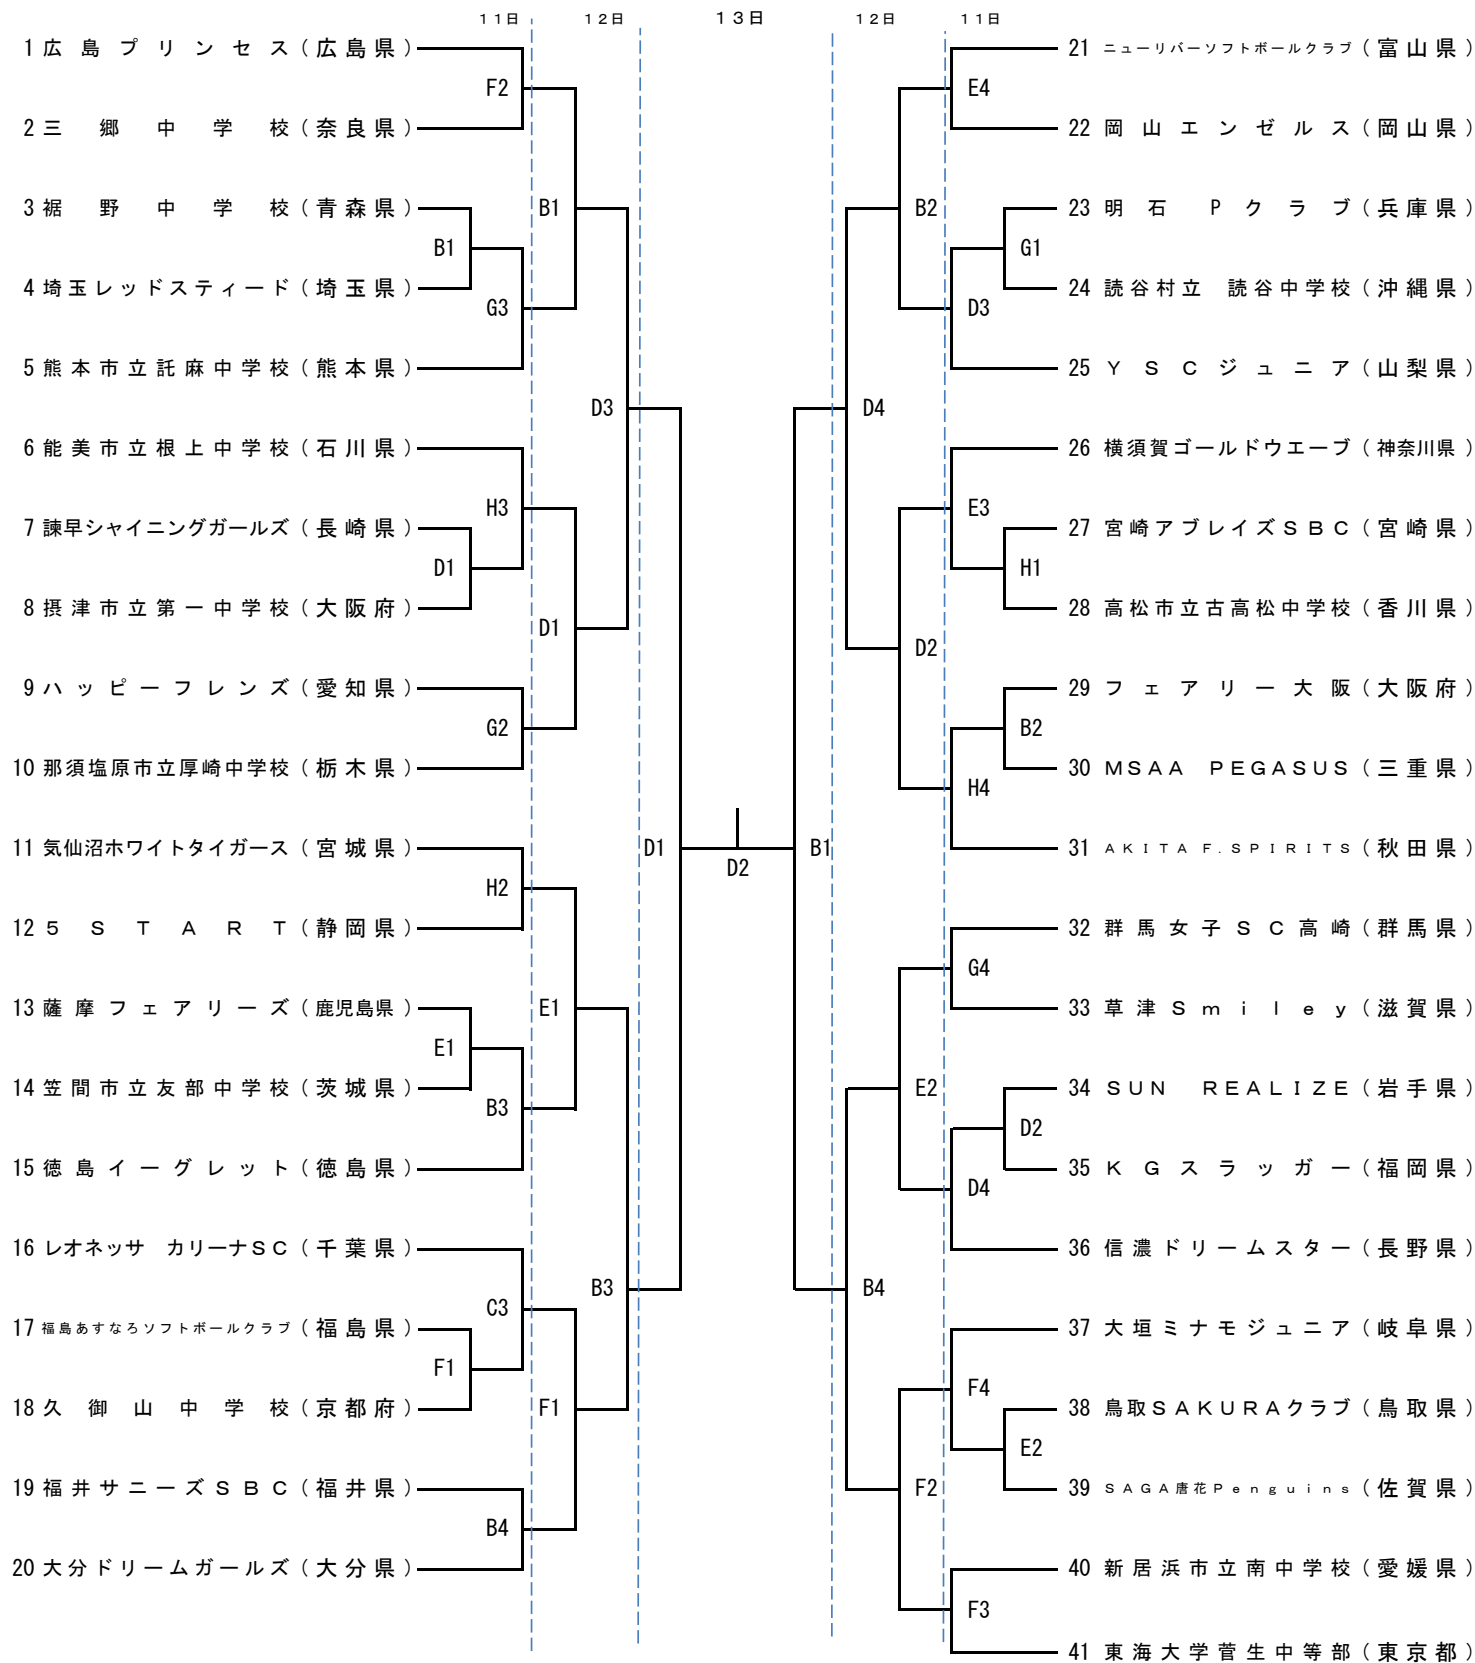 11日 12日 13日 12日 11日
1 広島プリンセス（広島県）
F2
2 三郷中学校（奈良県）
3 裾野中学校（青森県）
B1
B1
4 埼玉レッドスティード（埼玉県）
G3
5 熊本市立託麻中学校（熊本県）
D3
6 能美市立根上中学校（石川県）
H3
7 諫早シャイニングガールズ（長崎県）
D1
8 摂津市立第一中学校（大阪府）
D1
9 ハッピーフレンズ（愛知県）
G2
10 那須塩原市立厚崎中学校（栃木県）
11 気仙沼ホワイトタイガース（宮城県）
D1
H2
12 5START（静岡県）
13 薩摩フェアリーズ（鹿児島県）
E1
E1
14 笠間市立友部中学校（茨城県）
B3
15 徳島イーグレット（徳島県）
16 レオネッサ　カリーナSC（千葉県）
B3
C3
17 福島あすなろソフトボールクラブ（福島県）
F1
18 久御山中学校（京都府）
F1
19 福井サニーズSBC（福井県）
B4
20 大分ドリームガールズ（大分県）
D2
21 ニューリバーソフトボールクラブ（富山県）
E4
22 岡山エンゼルス（岡山県）
23 明石　Pクラブ（兵庫県）
B2
G1
24 読谷村立　読谷中学校（沖縄県）
D3
25 YSCジュニア（山梨県）
D4
26 横須賀ゴールドウエーブ（神奈川県）
E3
27 宮崎アブレイズSBC（宮崎県）
H1
28 高松市立古高松中学校（香川県）
D2
29 フェアリー大阪（大阪府）
B2
30 MSAA　PEGASUS（三重県）
H4
31 AKITA F.SPIRITS（秋田県）
B1
32 群馬女子SC高崎（群馬県）
G4
33 草津Smiley（滋賀県）
34 SUN　REALIZE（岩手県）
E2
D2
35 KGスラッガー（福岡県）
D4
36 信濃ドリームスター（長野県）
B4
37 大垣ミナモジュニア（岐阜県）
F4
38 鳥取SAKURAクラブ（鳥取県）
E2
39 SAGA唐花Penguins（佐賀県）
F2
40 新居浜市立南中学校（愛媛県）
F3
41 東海大学菅生中等部（東京都）